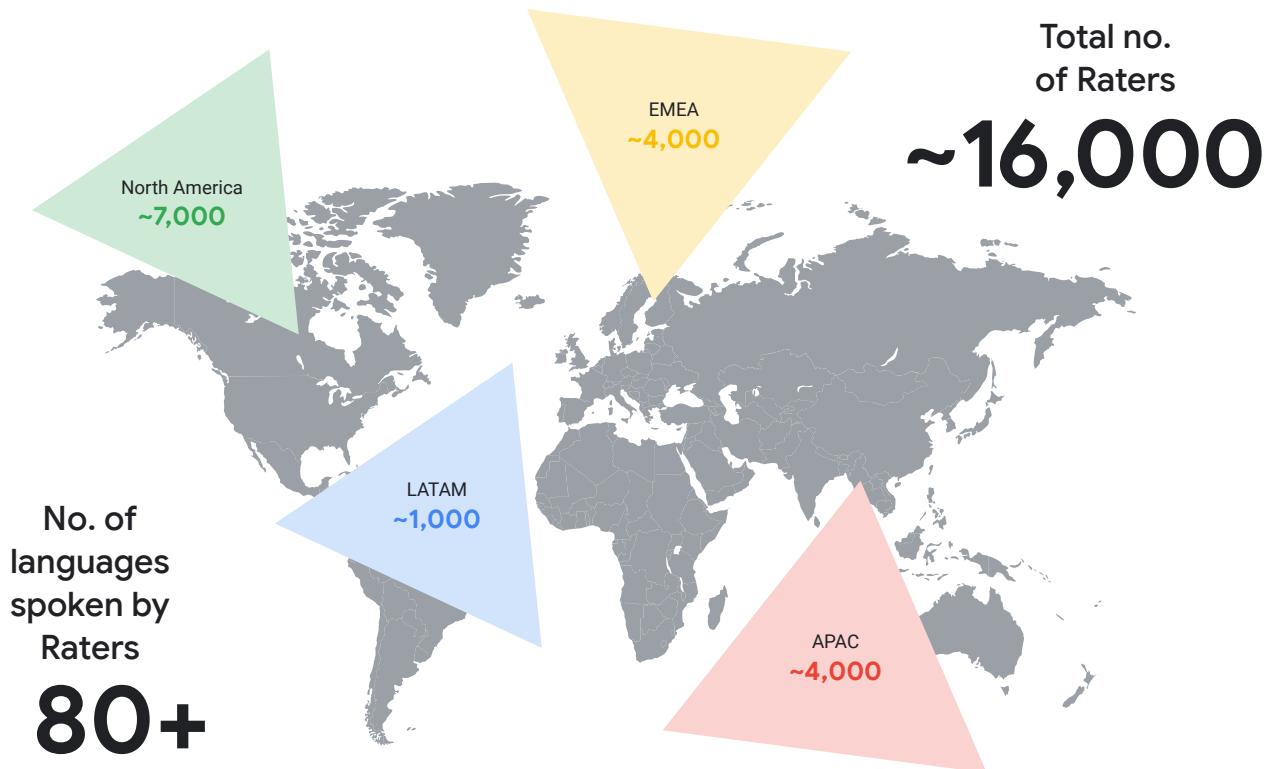 Total no.
of Raters
~16,000
EMEA
~4,000
North America
~7,000
LATAM
~1,000
No. of
languages
spoken by
Raters
80+
APAC
~4,000